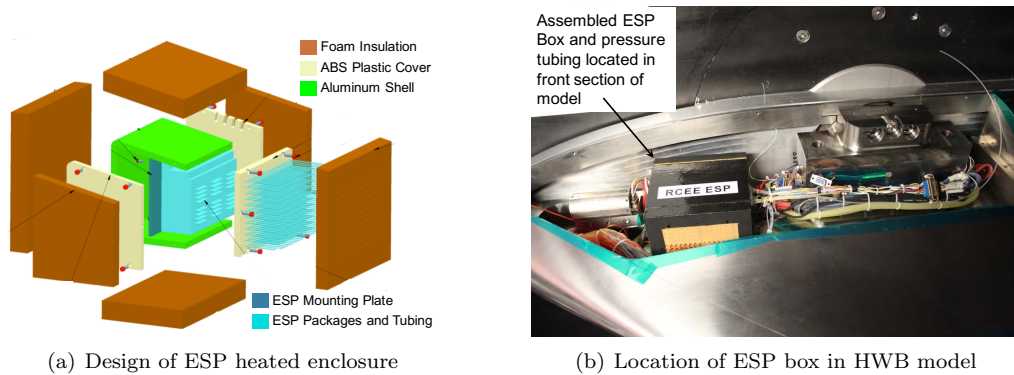 Foam Insulation
ABS Plastic Cover
Aluminum Shell
ESP Mounting Plate
ESP Packages and Tubing
(a) Design of ESP heated enclosure
Assembled ESP
Box and pressure
tubing located in
front section of
model
RCEE ESP
(b) Location of ESP box in HWB model